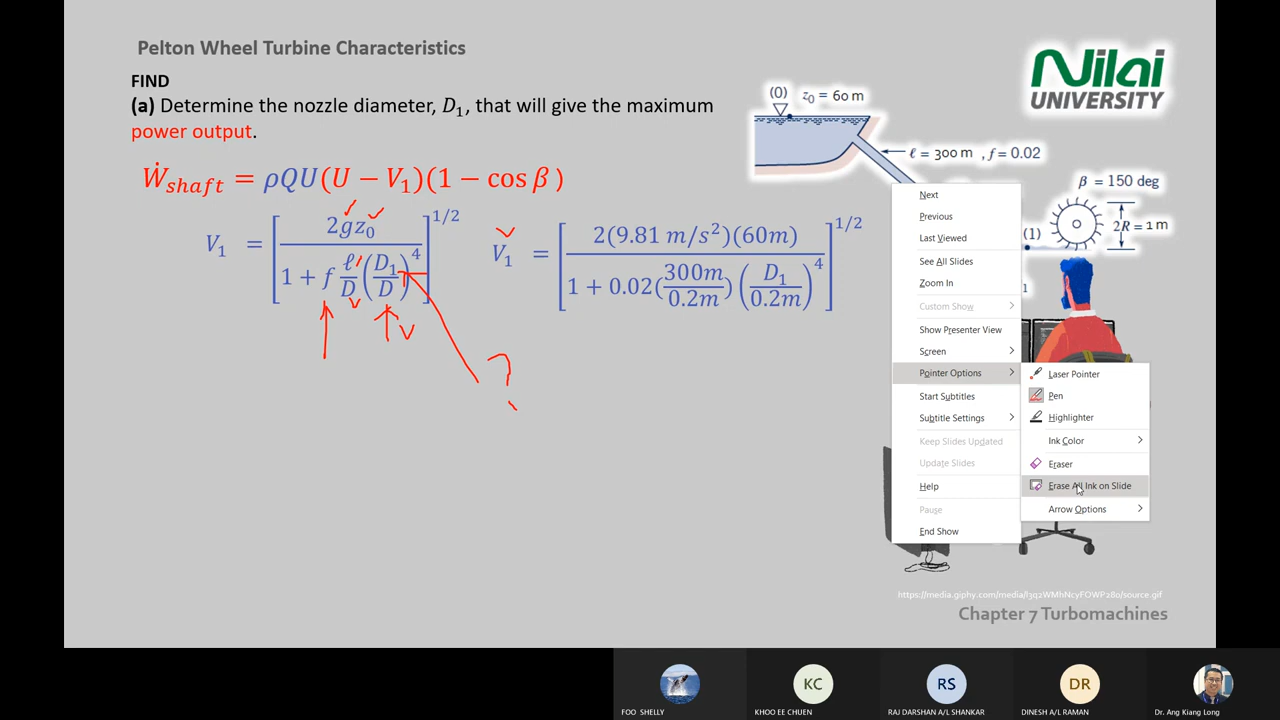 Pelton Wheel Turbine Characteristics
FIND
(a) Determine the nozzle diameter, D₁, that will give the maximum
power output.
Ẇ_shaft = ρQU(U − V₁)(1 − cos β)
V₁ = [2gz₀ / (1 + f ℓ/D (D₁/D)⁴)]^1/2
V₁ = [2(9.81 m/s²)(60m) / (1 + 0.02(300m/0.2m) (D₁/0.2m)⁴)]^1/2
?
Nilai
UNIVERSITY
(0) z₀ = 60 m
ℓ = 300 m , f = 0.02
β = 150 deg
(1)
2R = 1 m
1
Next
Previous
Last Viewed
See All Slides
Zoom In
Custom Show
Show Presenter View
Screen
Pointer Options
Start Subtitles
Subtitle Settings
Keep Slides Updated
Update Slides
Help
Pause
End Show
Laser Pointer
Pen
Highlighter
Ink Color
Eraser
Erase All Ink on Slide
Arrow Options
https://media.giphy.com/media/l3q2WMhNcyFOWP280/source.gif
Chapter 7 Turbomachines
KC
RS
DR
FOO SHELLY
KHOO EE CHUEN
RAJ DARSHAN A/L SHANKAR
DINESH A/L RAMAN
Dr. Ang Kiang Long